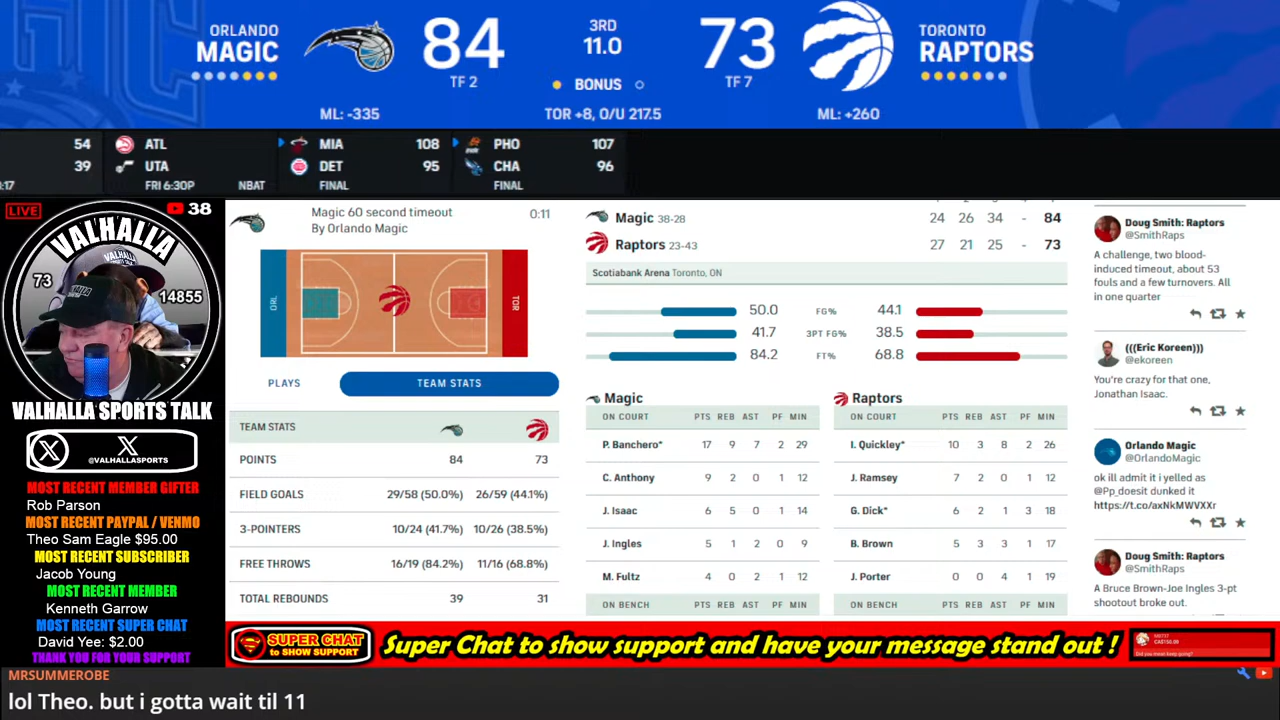 ORLANDO
MAGIC
84
TF 2
3RD
11.0
BONUS
73
TF 7
TORONTO
RAPTORS
ML: -335
TOR +8, O/U 217.5
ML: +260
54
39
:17
ATL
UTA
FRI 6:30P NBAT
MIA 108
DET 95
FINAL
PHO 107
CHA 96
FINAL
LIVE
38
VALHALLA
73
14855
VALHALLA SPORTS TALK
X
@VALHALLASPORTS
MOST RECENT MEMBER GIFTER
Rob Parson
MOST RECENT PAYPAL / VENMO
Theo Sam Eagle $95.00
MOST RECENT SUBSCRIBER
Jacob Young
MOST RECENT MEMBER
Kenneth Garrow
MOST RECENT SUPER CHAT
David Yee: $2.00
THANK YOU FOR YOUR SUPPORT
Magic 60 second timeout
By Orlando Magic
0:11
ORL
TOR
PLAYS
TEAM STATS
TEAM STATS
POINTS 84 73
FIELD GOALS 29/58 (50.0%) 26/59 (44.1%)
3-POINTERS 10/24 (41.7%) 10/26 (38.5%)
FREE THROWS 16/19 (84.2%) 11/16 (68.8%)
TOTAL REBOUNDS 39 31
Magic 38-28 24 26 34 - 84
Raptors 23-43 27 21 25 - 73
Scotiabank Arena Toronto, ON
50.0 FG% 44.1
41.7 3PT FG% 38.5
84.2 FT% 68.8
Magic
ON COURT PTS REB AST PF MIN
P. Banchero* 17 9 7 2 29
C. Anthony 9 2 0 1 12
J. Isaac 6 5 0 1 14
J. Ingles 5 1 2 0 9
M. Fultz 4 0 2 1 12
ON BENCH PTS REB AST PF MIN
Raptors
ON COURT PTS REB AST PF MIN
I. Quickley* 10 3 8 2 26
J. Ramsey 7 2 0 1 12
G. Dick* 6 2 1 3 18
B. Brown 5 3 3 1 17
J. Porter 0 0 4 1 19
ON BENCH PTS REB AST PF MIN
Doug Smith: Raptors
@SmithRaps
A challenge, two blood-
induced timeout, about 53
fouls and a few turnovers. All
in one quarter
(((Eric Koreen)))
@ekoreen
You're crazy for that one,
Jonathan Isaac.
Orlando Magic
@OrlandoMagic
ok ill admit it i yelled as
@Pp_doesit dunked it
https://t.co/axNkMWVXXr
Doug Smith: Raptors
@SmithRaps
A Bruce Brown-Joe Ingles 3-pt
shootout broke out.
SUPER CHAT
to SHOW SUPPORT
Super Chat to show support and have your message stand out !
MRSUMMEROBE
lol Theo. but i gotta wait til 11